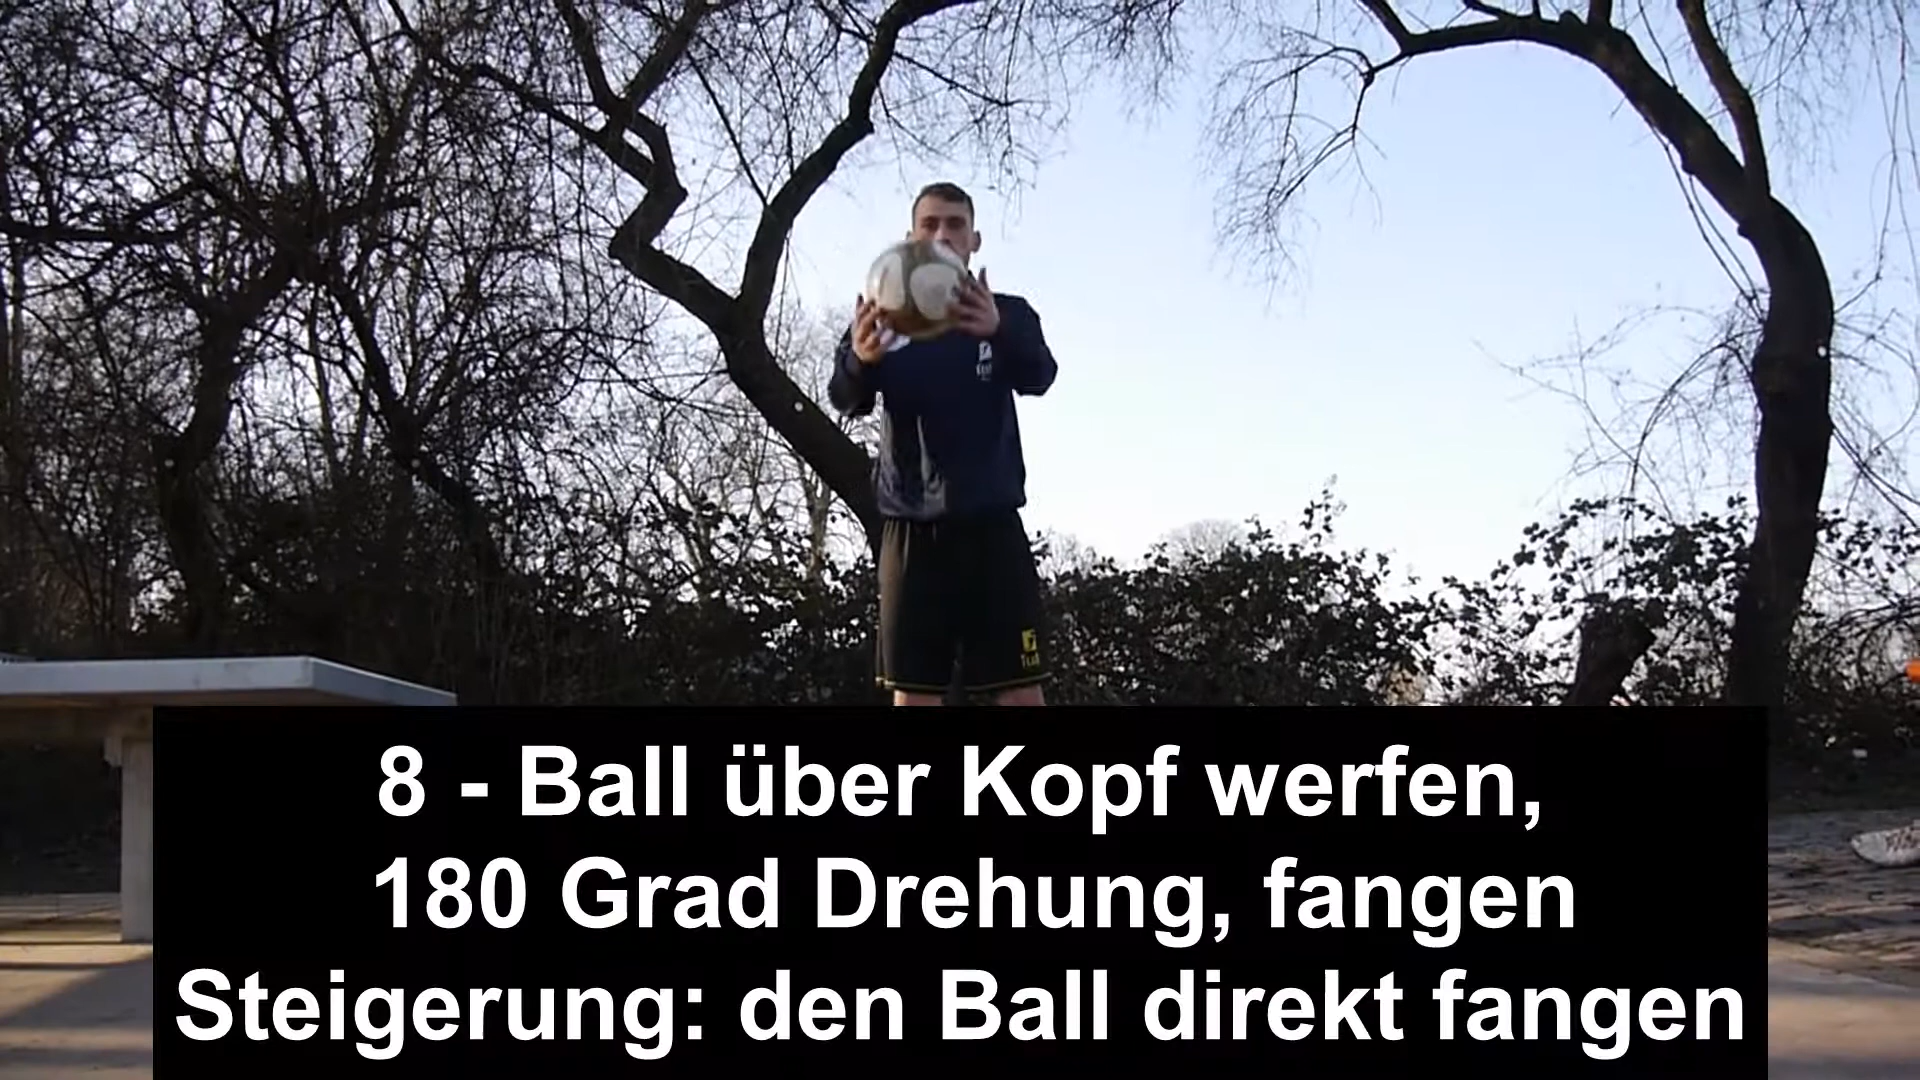 8 - Ball über Kopf werfen,
180 Grad Drehung, fangen
Steigerung: den Ball direkt fangen